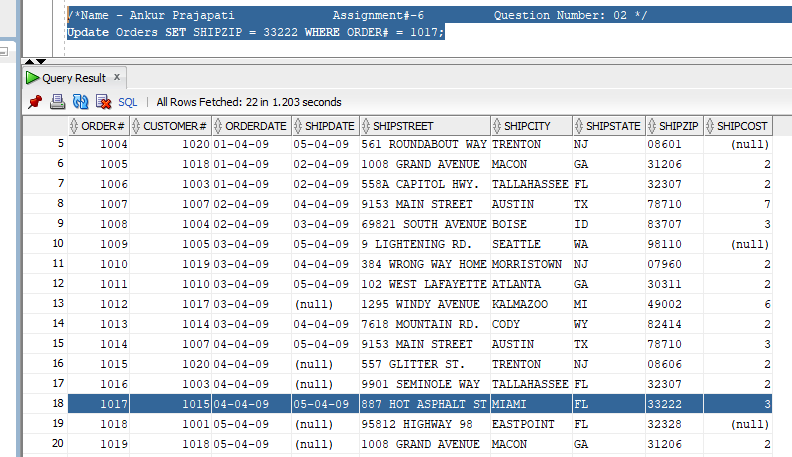 /*Name - Ankur Prajapati Assignment#-6 Question Number: 02 */
Update Orders SET SHIPZIP = 33222 WHERE ORDER# = 1017;
Query Result x
SQL | All Rows Fetched: 22 in 1.203 seconds
ORDER# CUSTOMER# ORDERDATE SHIPDATE SHIPSTREET SHIPCITY SHIPSTATE SHIPZIP SHIPCOST
5 1004 1020 01-04-09 05-04-09 561 ROUNDABOUT WAY TRENTON NJ 08601 (null)
6 1005 1018 01-04-09 02-04-09 1008 GRAND AVENUE MACON GA 31206 2
7 1006 1003 01-04-09 02-04-09 558A CAPITOL HWY. TALLAHASSEE FL 32307 2
8 1007 1007 02-04-09 04-04-09 9153 MAIN STREET AUSTIN TX 78710 7
9 1008 1004 02-04-09 03-04-09 69821 SOUTH AVENUE BOISE ID 83707 3
10 1009 1005 03-04-09 05-04-09 9 LIGHTENING RD. SEATTLE WA 98110 (null)
11 1010 1019 03-04-09 04-04-09 384 WRONG WAY HOME MORRISTOWN NJ 07960 2
12 1011 1010 03-04-09 05-04-09 102 WEST LAFAYETTE ATLANTA GA 30311 2
13 1012 1017 03-04-09 (null) 1295 WINDY AVENUE KALMAZOO MI 49002 6
14 1013 1014 03-04-09 04-04-09 7618 MOUNTAIN RD. CODY WY 82414 2
15 1014 1007 04-04-09 05-04-09 9153 MAIN STREET AUSTIN TX 78710 3
16 1015 1020 04-04-09 (null) 557 GLITTER ST. TRENTON NJ 08606 2
17 1016 1003 04-04-09 (null) 9901 SEMINOLE WAY TALLAHASSEE FL 32307 2
18 1017 1015 04-04-09 05-04-09 887 HOT ASPHALT ST MIAMI FL 33222 3
19 1018 1001 05-04-09 (null) 95812 HIGHWAY 98 EASTPOINT FL 32328 (null)
20 1019 1018 05-04-09 (null) 1008 GRAND AVENUE MACON GA 31206 2